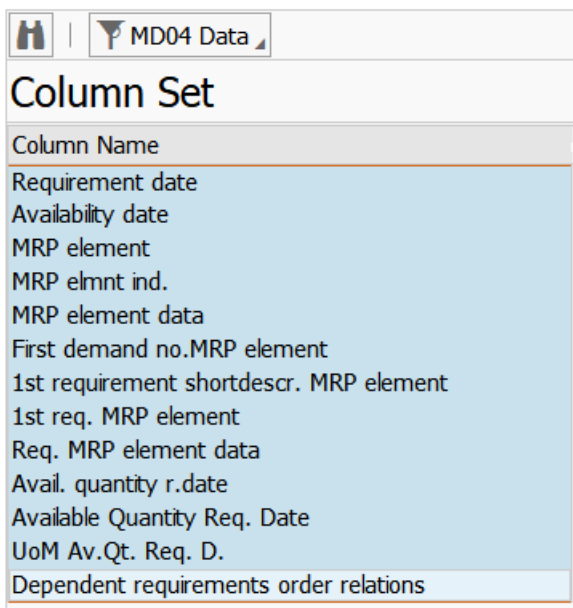 MD04 Data
Column Set
Column Name
Requirement date
Availability date
MRP element
MRP elmnt ind.
MRP element data
First demand no.MRP element
1st requirement shortdescr. MRP element
1st req. MRP element
Req. MRP element data
Avail. quantity r.date
Available Quantity Req. Date
UoM Av.Qt. Req. D.
Dependent requirements order relations